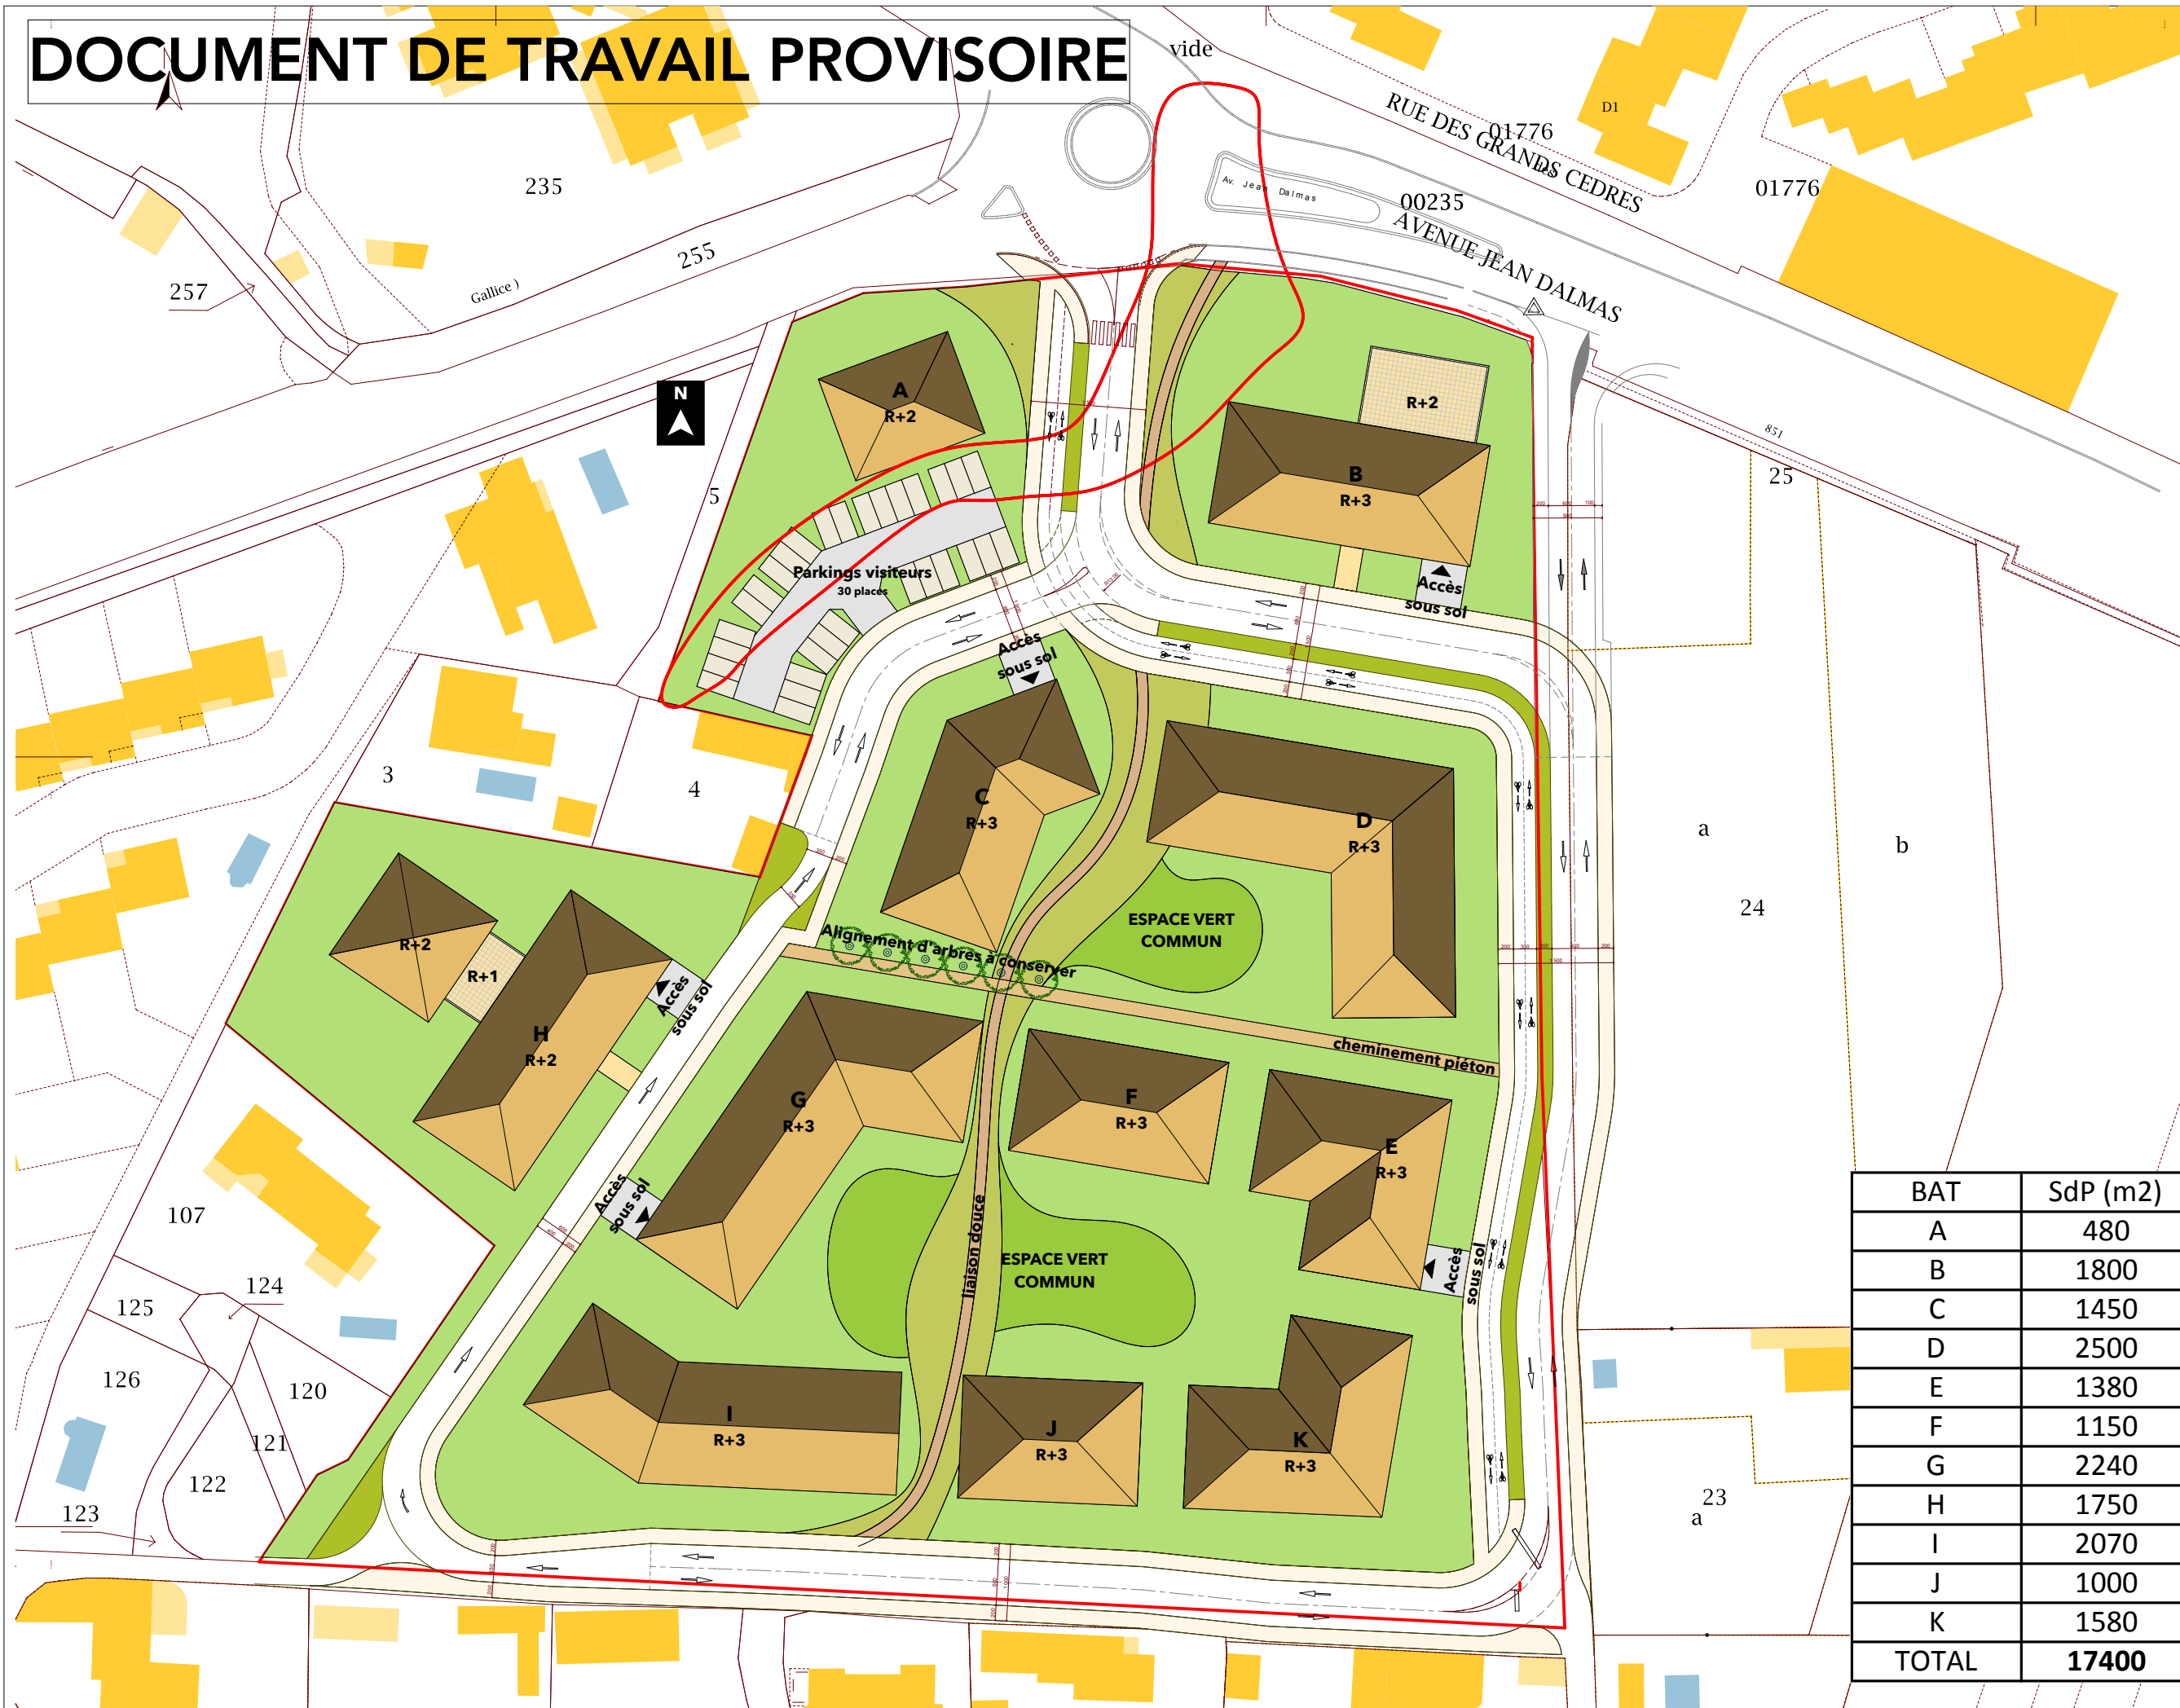 DOCUMENT DE TRAVAIL PROVISOIRE
vide
D1
RUE DES GRANDS CEDRES
01776
01776
235
255
Gallice )
257
Av. Jean Dalmas
00235
AVENUE JEAN DALMAS
N
A
R+2
R+2
B
R+3
851
25
5
Parkings visiteurs
30 places
Accès
sous sol
Accès
sous sol
3
4
C
R+3
D
R+3
a
b
24
ESPACE VERT
COMMUN
Alignement d'arbres à conserver
R+2
R+1
Accès
sous sol
H
R+2
cheminement piéton
G
R+3
F
R+3
E
R+3
Accès
sous sol
107
liaison douce
ESPACE VERT
COMMUN
Accès
sous sol
124
125
126
120
121
122
123
I
R+3
J
R+3
K
R+3
23
a
BAT SdP (m2)
A 480
B 1800
C 1450
D 2500
E 1380
F 1150
G 2240
H 1750
I 2070
J 1000
K 1580
TOTAL 17400